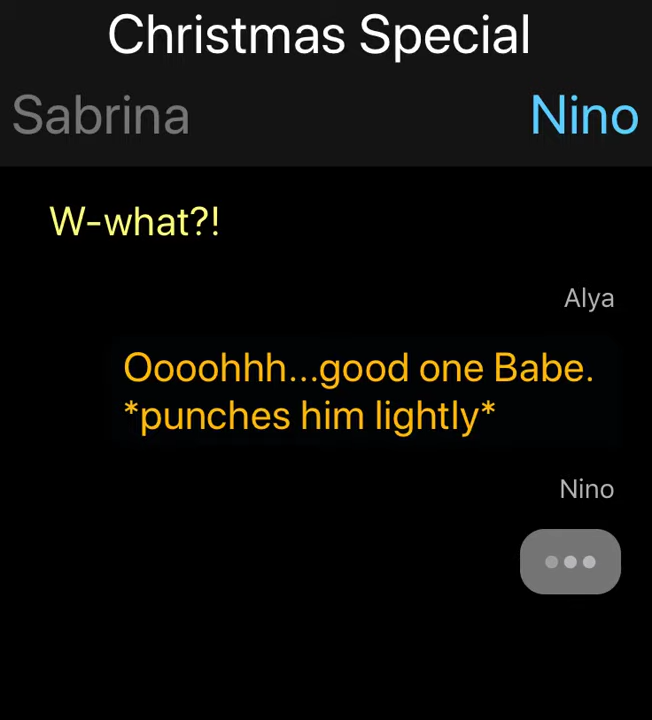 Christmas Special
Sabrina Nino
W-what?!
Alya
Oooohhh...good one Babe.
*punches him lightly*
Nino